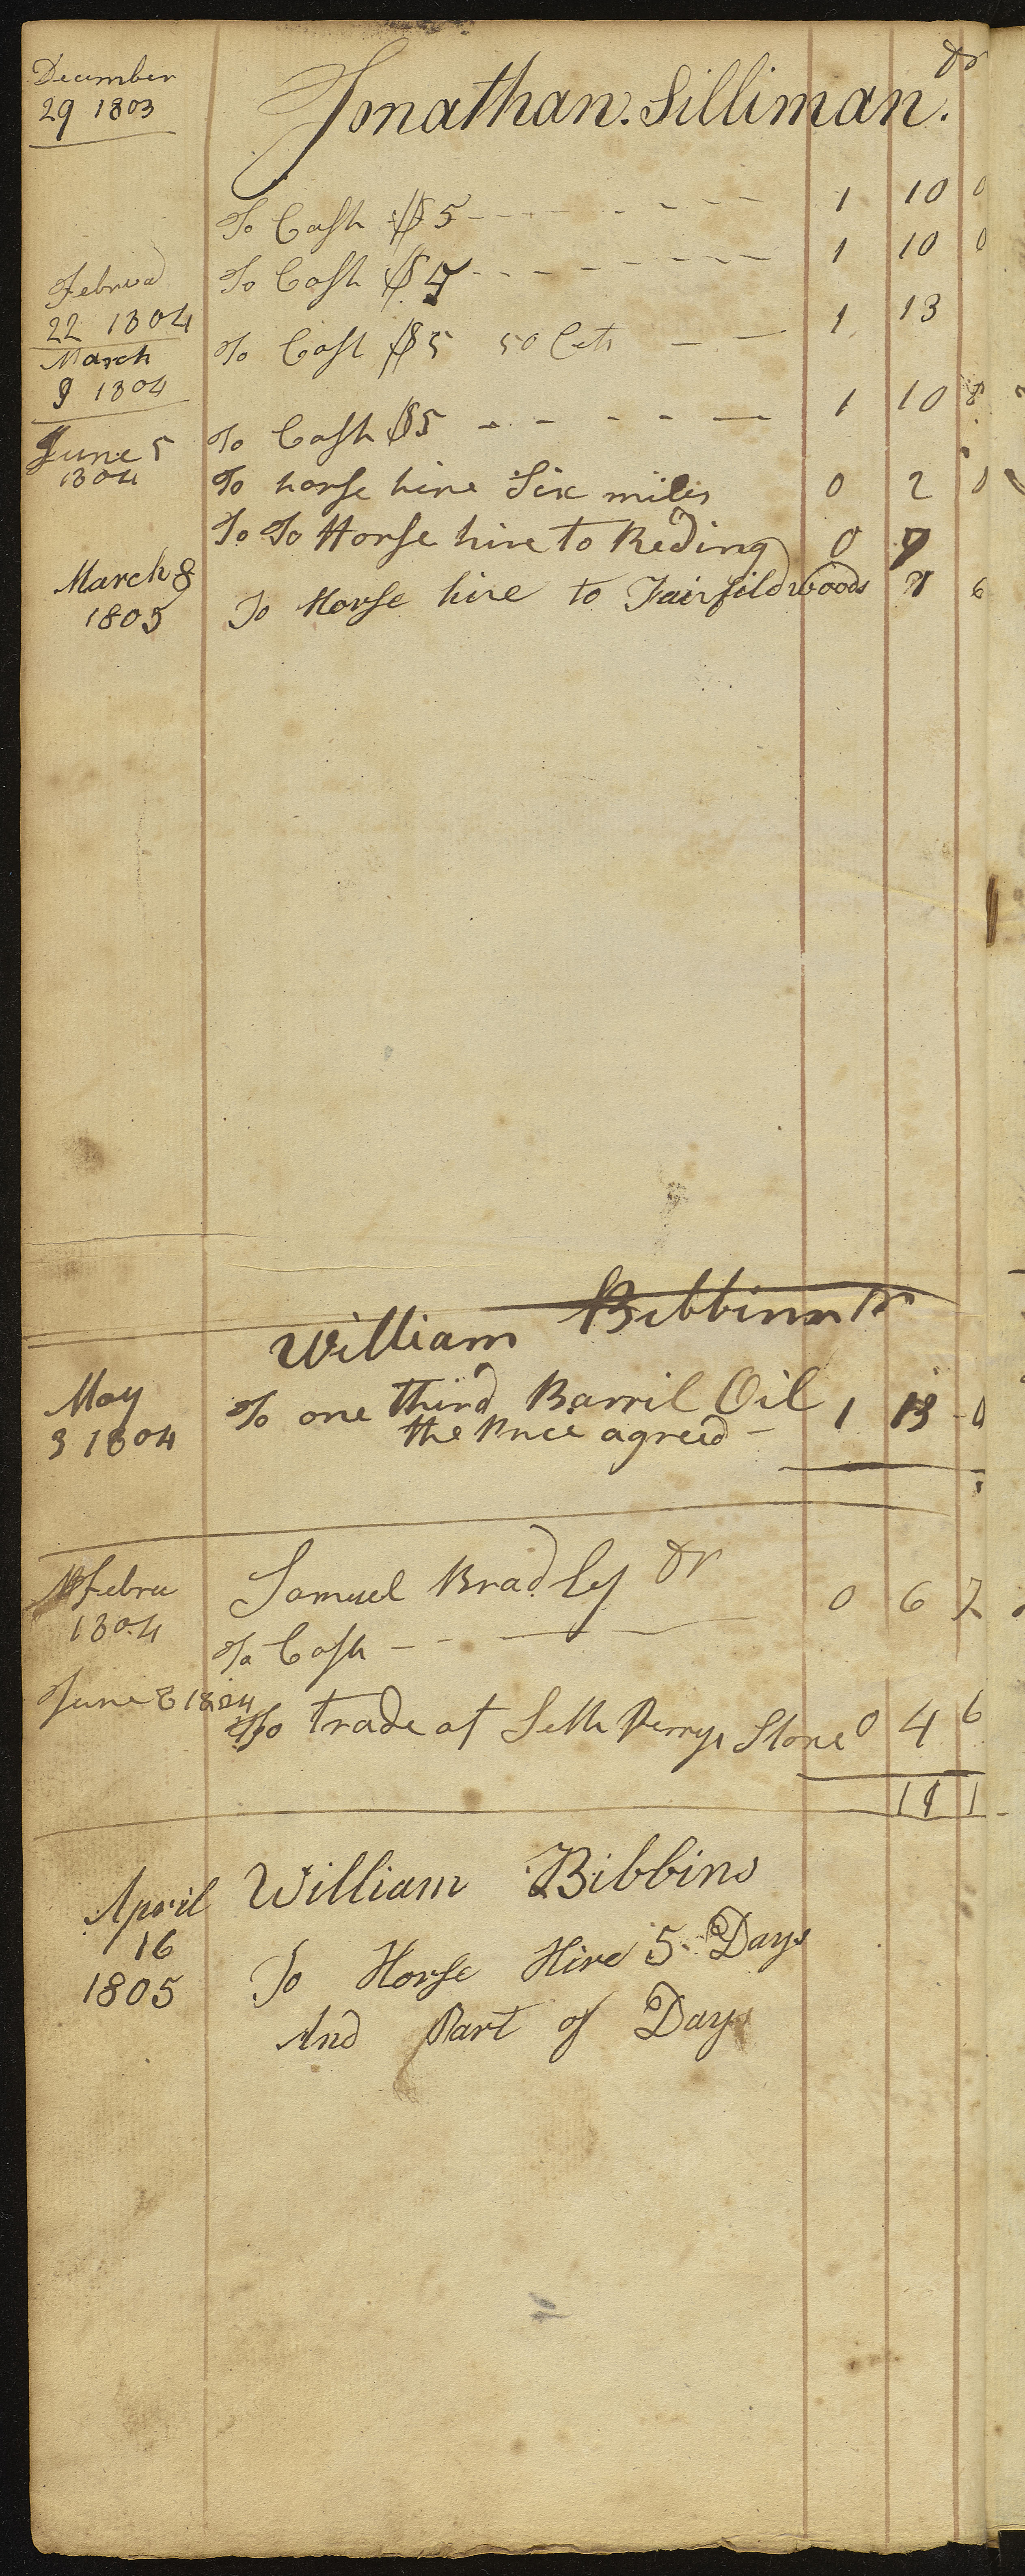 December
29 1803
Jonathan. Silliman. Dr
To Cash $5 1 10 0
To Cash $5 1 10 0
Februa
22 1804
To Cash $5 50 Cets 1 13
March
9 1804
To Cash $5 1 10 8
June 5
1804
To horse hire Six miles 0 2 0
To To Horse hire to Reding 0 7
March 8
1805
To Horse hire to Fairfild woods 7 6
William Bibbins Dr
May
3 1804
To one third Barril Oil 1 13 - 0
the Price agreed -
Samuel Bradley Dr
Febru
1804
0 6 7
To Cash
June 8 1804
To trade at Seth Perrys Store 0 4 6
11 1
April
16
1805
William Bibbins
To Horse Hire 5 Days
And Part of Days